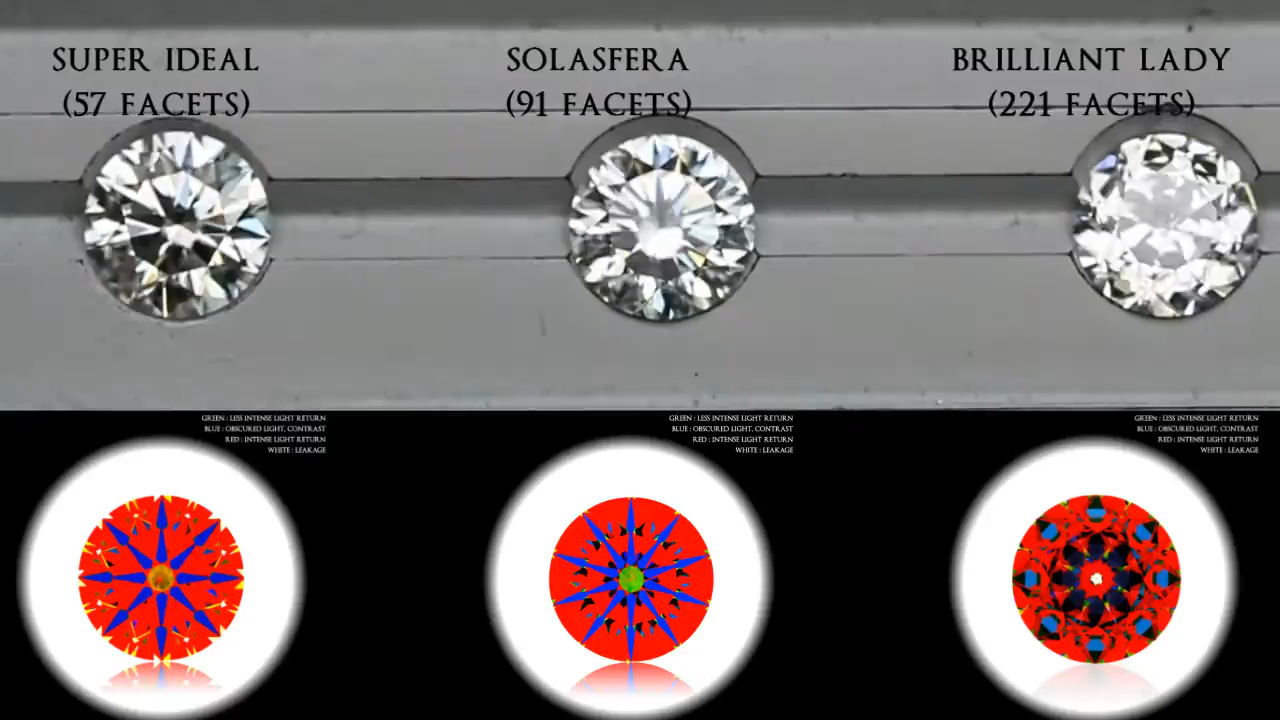 SUPER IDEAL
(57 FACETS)
SOLASFERA
(91 FACETS)
BRILLIANT LADY
(221 FACETS)
GREEN : LESS INTENSE LIGHT RETURN
BLUE : OBSCURED LIGHT, CONTRAST
RED : INTENSE LIGHT RETURN
WHITE : LEAKAGE
GREEN : LESS INTENSE LIGHT RETURN
BLUE : OBSCURED LIGHT, CONTRAST
RED : INTENSE LIGHT RETURN
WHITE : LEAKAGE
GREEN : LESS INTENSE LIGHT RETURN
BLUE : OBSCURED LIGHT, CONTRAST
RED : INTENSE LIGHT RETURN
WHITE : LEAKAGE